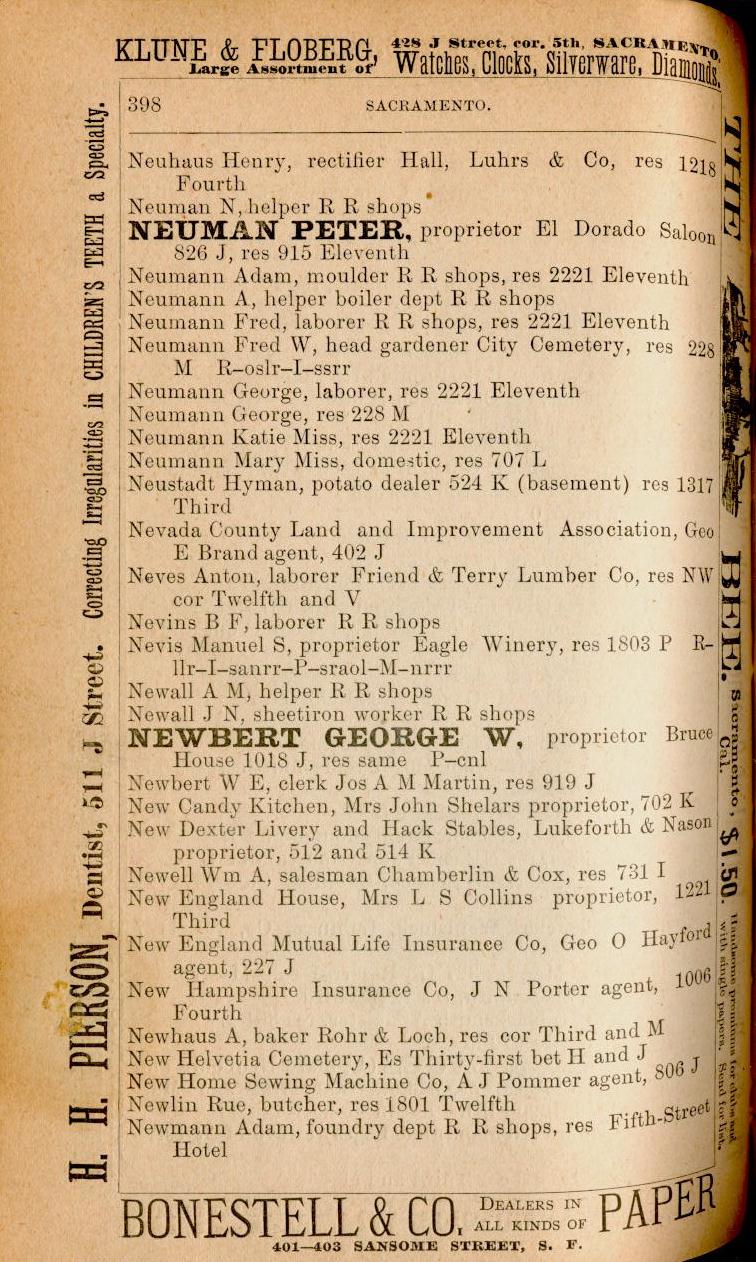 KLUNE & FLOBERG, 428 J Street, cor. 5th, SACRAMENTO,
Large Assortment of Watches, Clocks, Silverware, Diamonds,
398 SACRAMENTO.
Neuhaus Henry, rectifier Hall, Luhrs & Co, res 1218
Fourth
Neuman N, helper R R shops
NEUMAN PETER, proprietor El Dorado Saloon
826 J, res 915 Eleventh
Neumann Adam, moulder R R shops, res 2221 Eleventh
Neumann A, helper boiler dept R R shops
Neumann Fred, laborer R R shops, res 2221 Eleventh
Neumann Fred W, head gardener City Cemetery, res 228
M R–oslr–I–ssrr
Neumann George, laborer, res 2221 Eleventh
Neumann George, res 228 M
Neumann Katie Miss, res 2221 Eleventh
Neumann Mary Miss, domestic, res 707 L
Neustadt Hyman, potato dealer 524 K (basement) res 1317
Third
Nevada County Land and Improvement Association, Geo
E Brand agent, 402 J
Neves Anton, laborer Friend & Terry Lumber Co, res NW
cor Twelfth and V
Nevins B F, laborer R R shops
Nevis Manuel S, proprietor Eagle Winery, res 1803 P R–
llr–I–sanrr–P–sraol–M–nrrr
Newall A M, helper R R shops
Newall J N, sheetiron worker R R shops
NEWBERT GEORGE W, proprietor Bruce
House 1018 J, res same P–cnl
Newbert W E, clerk Jos A M Martin, res 919 J
New Candy Kitchen, Mrs John Shelars proprietor, 702 K
New Dexter Livery and Hack Stables, Lukeforth & Nason
proprietor, 512 and 514 K
Newell Wm A, salesman Chamberlin & Cox, res 731 I
New England House, Mrs L S Collins proprietor, 1221
Third
New England Mutual Life Insurance Co, Geo O Hayford
agent, 227 J
New Hampshire Insurance Co, J N Porter agent, 1006
Fourth
Newhaus A, baker Rohr & Loch, res cor Third and M
New Helvetia Cemetery, Es Thirty-first bet H and J
New Home Sewing Machine Co, A J Pommer agent, 806 J
Newlin Rue, butcher, res 1801 Twelfth
Newmann Adam, foundry dept R R shops, res Fifth-Street
Hotel
BONESTELL & CO. DEALERS IN ALL KINDS OF PAPER
401—403 SANSOME STREET, S. F.
H. H. PIERSON, Dentist, 511 J Street. Correcting Irregularities in CHILDREN'S TEETH a Specialty.
THE BEE. Sacramento, Cal. $1.50. Handsome premiums for clubs and
with single papers. Send for list.